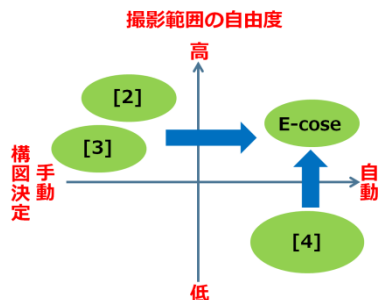 撮影範囲の自由度
高
[2]
E-cose
[3]
構図決定
手動
自動
[4]
低